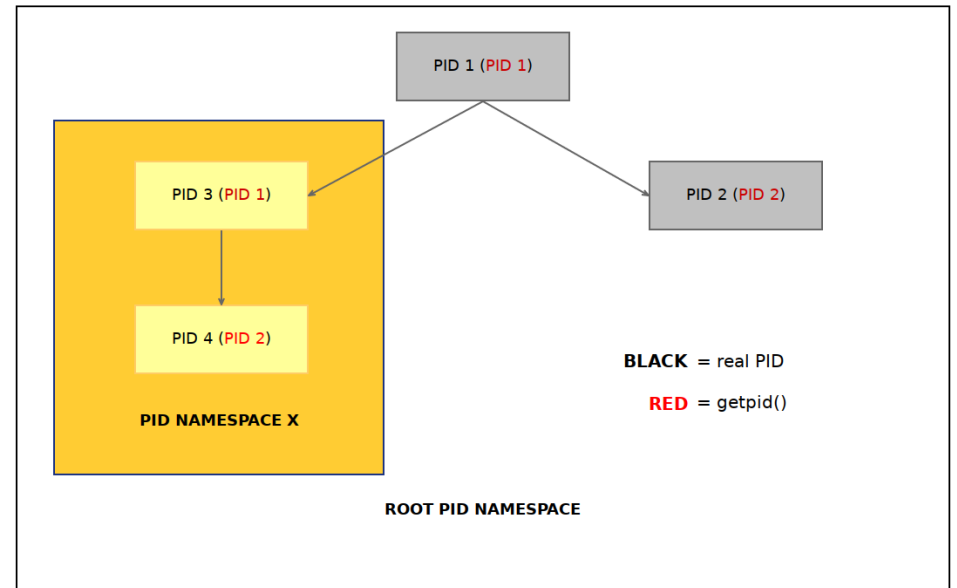 PID 1 (PID 1)
PID 3 (PID 1)
PID 2 (PID 2)
PID 4 (PID 2)
BLACK = real PID
RED = getpid()
PID NAMESPACE X
ROOT PID NAMESPACE